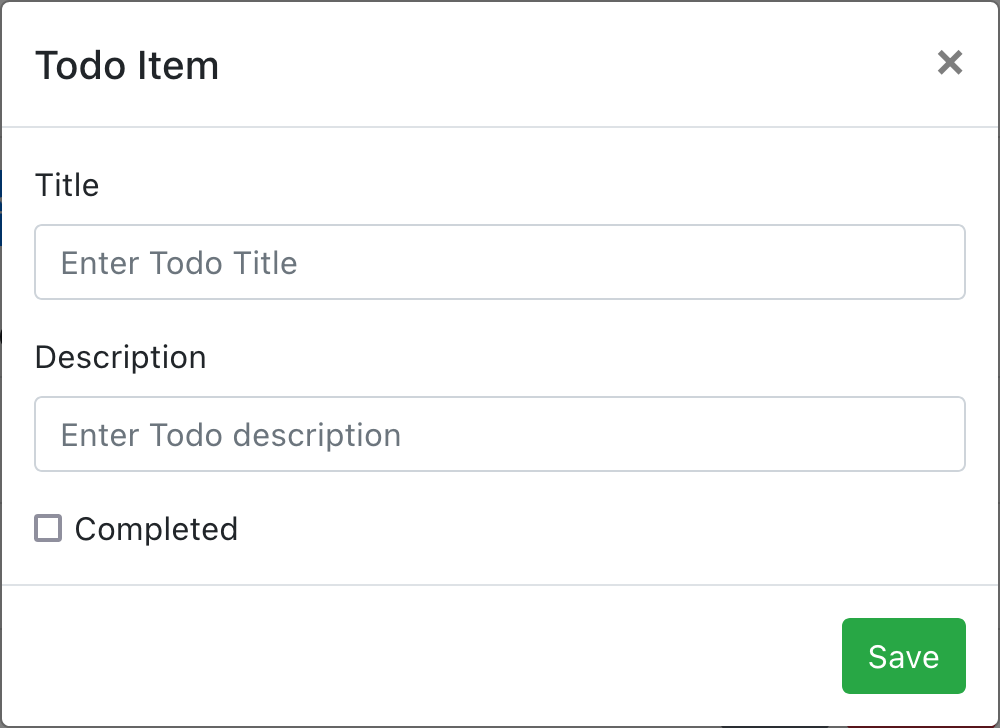 Todo Item ×
Title
Enter Todo Title
Description
Enter Todo description
Completed
Save